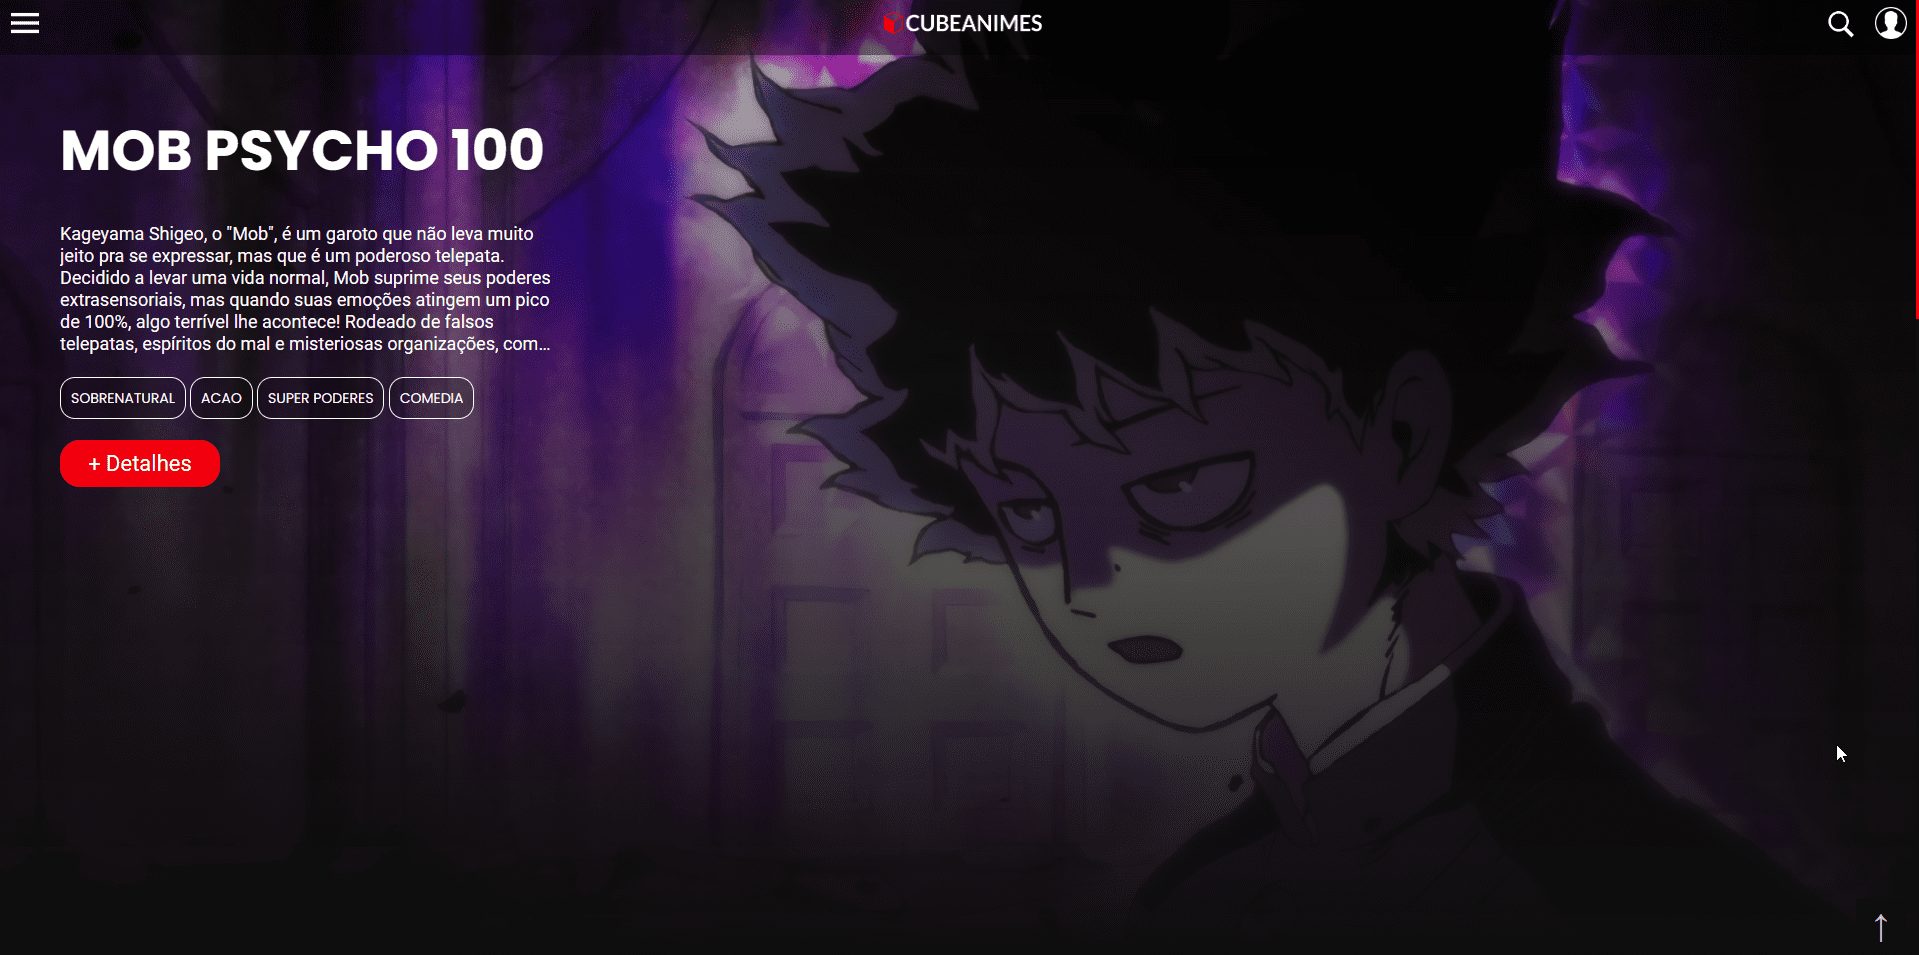 CUBEANIMES
MOB PSYCHO 100
Kageyama Shigeo, o "Mob", é um garoto que não leva muito
jeito pra se expressar, mas que é um poderoso telepata.
Decidido a levar uma vida normal, Mob suprime seus poderes
extrasensoriais, mas quando suas emoções atingem um pico
de 100%, algo terrível lhe acontece! Rodeado de falsos
telepatas, espíritos do mal e misteriosas organizações, com...
SOBRENATURAL ACAO SUPER PODERES COMEDIA
+ Detalhes